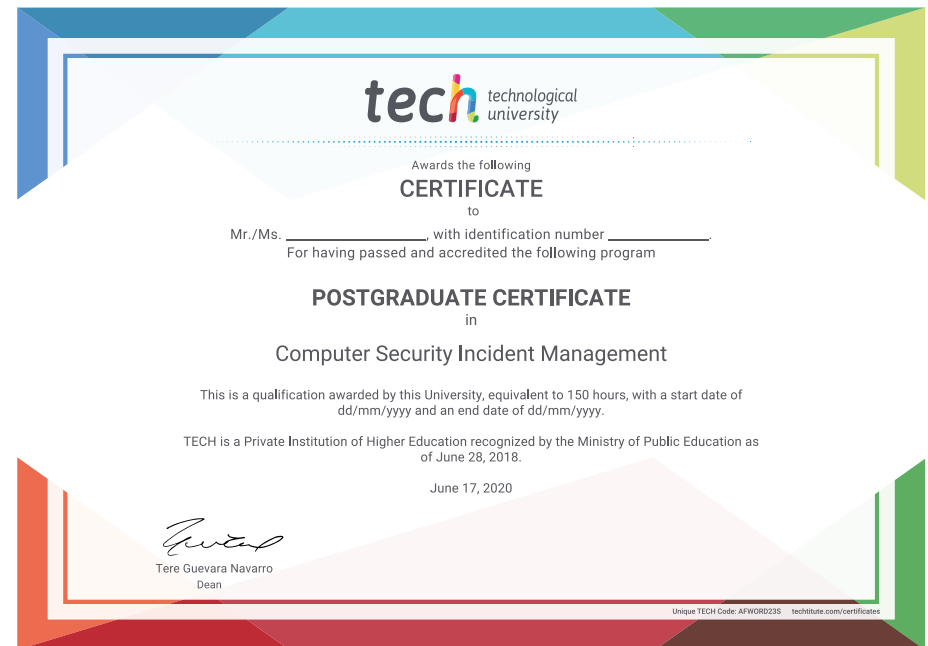 tech technological
university
Awards the following
CERTIFICATE
to
Mr./Ms. ____________________, with identification number ______________.
For having passed and accredited the following program
POSTGRADUATE CERTIFICATE
in
Computer Security Incident Management
This is a qualification awarded by this University, equivalent to 150 hours, with a start date of
dd/mm/yyyy and an end date of dd/mm/yyyy.
TECH is a Private Institution of Higher Education recognized by the Ministry of Public Education as
of June 28, 2018.
June 17, 2020
Tere Guevara Navarro
Dean
Unique TECH Code: AFWORD23S techtitute.com/certificates